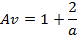 Av = 1 + 2/a